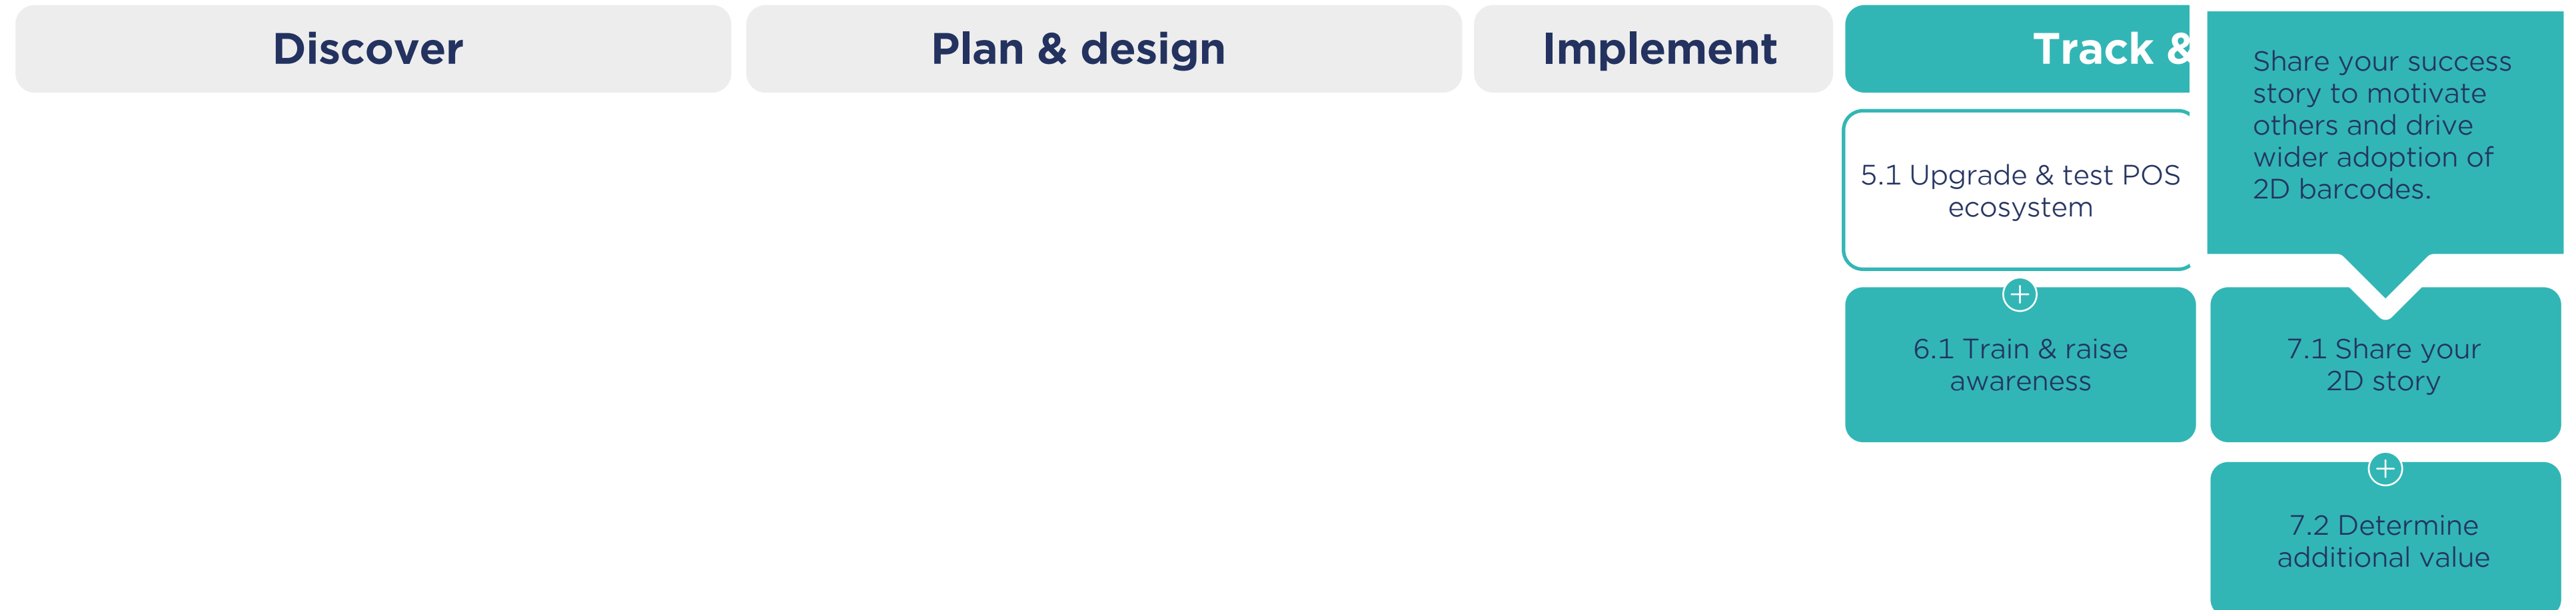 Discover
Plan & design
Implement
Track &
Share your success
story to motivate
others and drive
wider adoption of
2D barcodes.
5.1 Upgrade & test POS
ecosystem
6.1 Train & raise
awareness
7.1 Share your
2D story
7.2 Determine
additional value